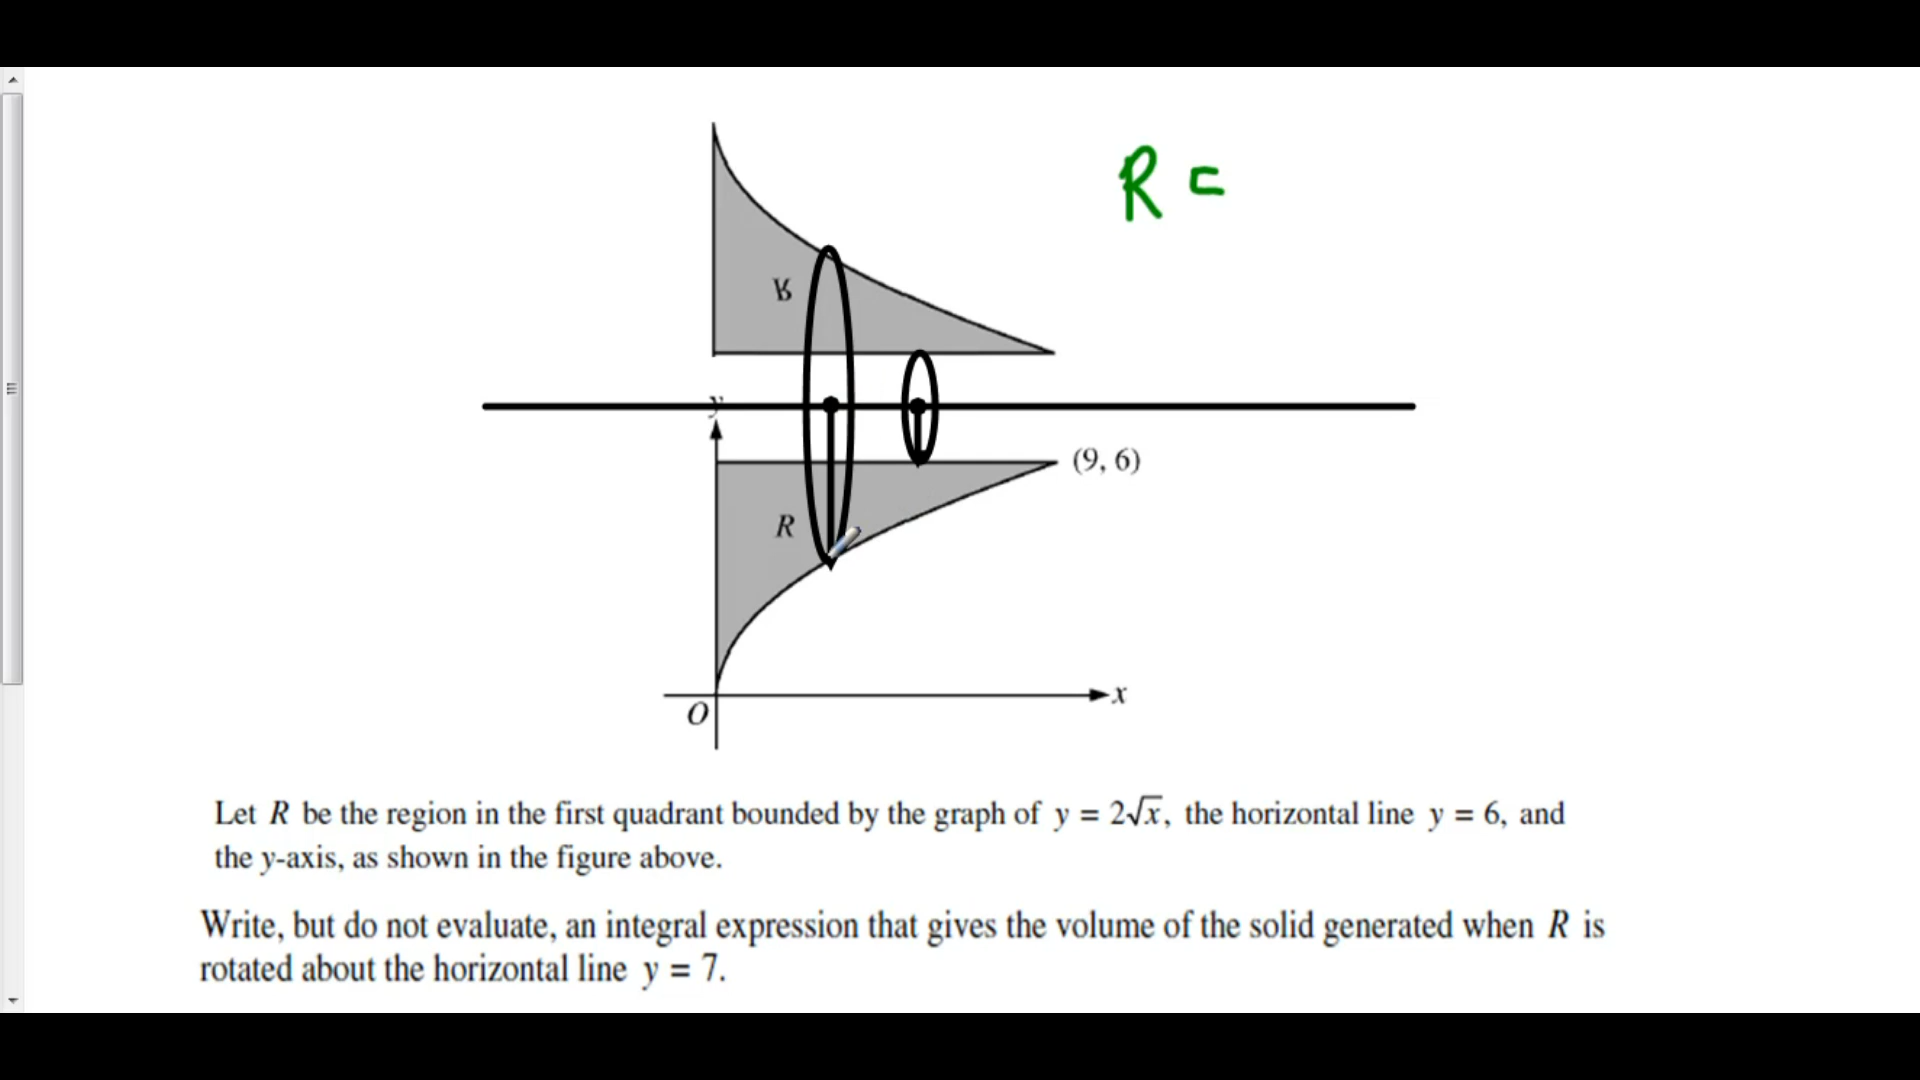 R =
R
y
(9, 6)
R
x
O
Let R be the region in the first quadrant bounded by the graph of y = 2√x, the horizontal line y = 6, and
the y-axis, as shown in the figure above.
Write, but do not evaluate, an integral expression that gives the volume of the solid generated when R is
rotated about the horizontal line y = 7.